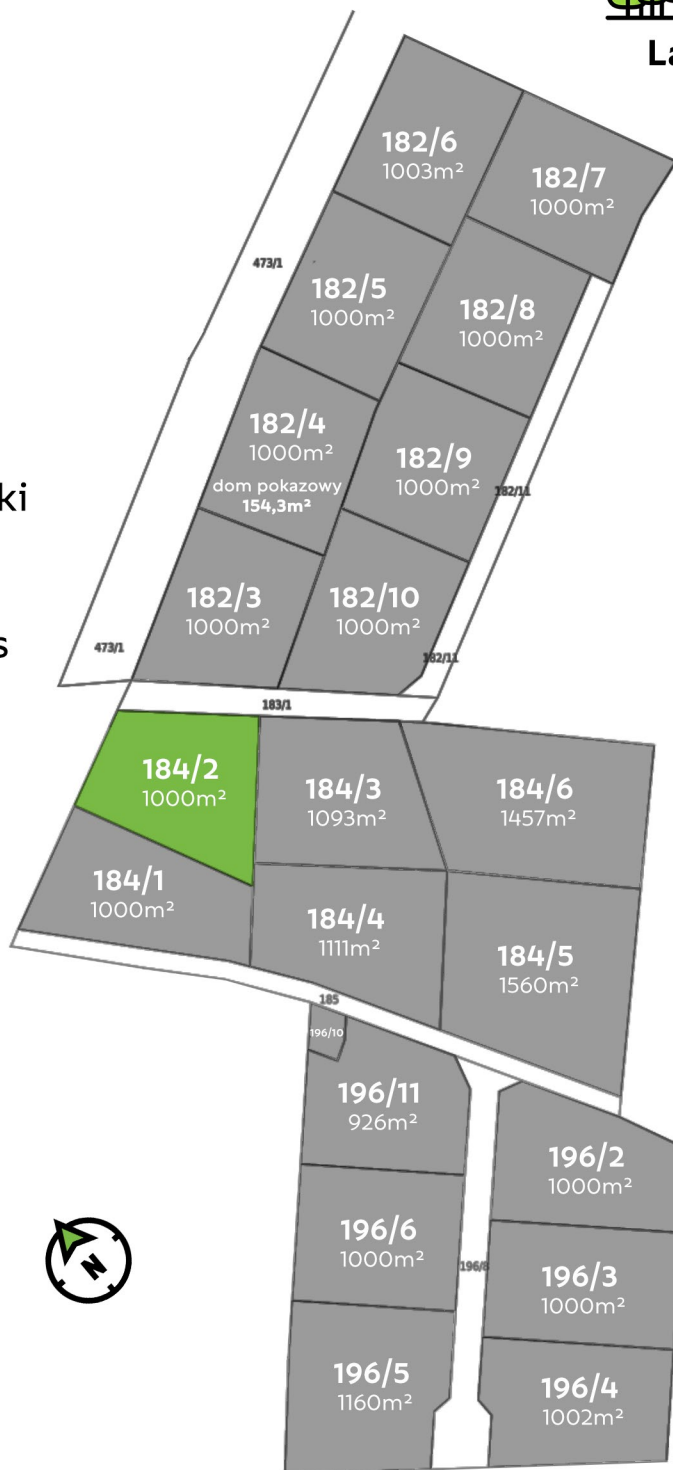 La
182/6
1003m²
182/7
1000m²
473/1
182/5
1000m²
182/8
1000m²
182/4
1000m²
dom pokazowy
154,3m²
182/9
1000m²
ki
182/11
182/3
1000m²
182/10
1000m²
s
473/1
182/11
183/1
184/2
1000m²
184/3
1093m²
184/6
1457m²
184/1
1000m²
184/4
1111m²
184/5
1560m²
185
196/10
196/11
926m²
196/2
1000m²
196/6
1000m²
N
196/8
196/3
1000m²
196/5
1160m²
196/4
1002m²